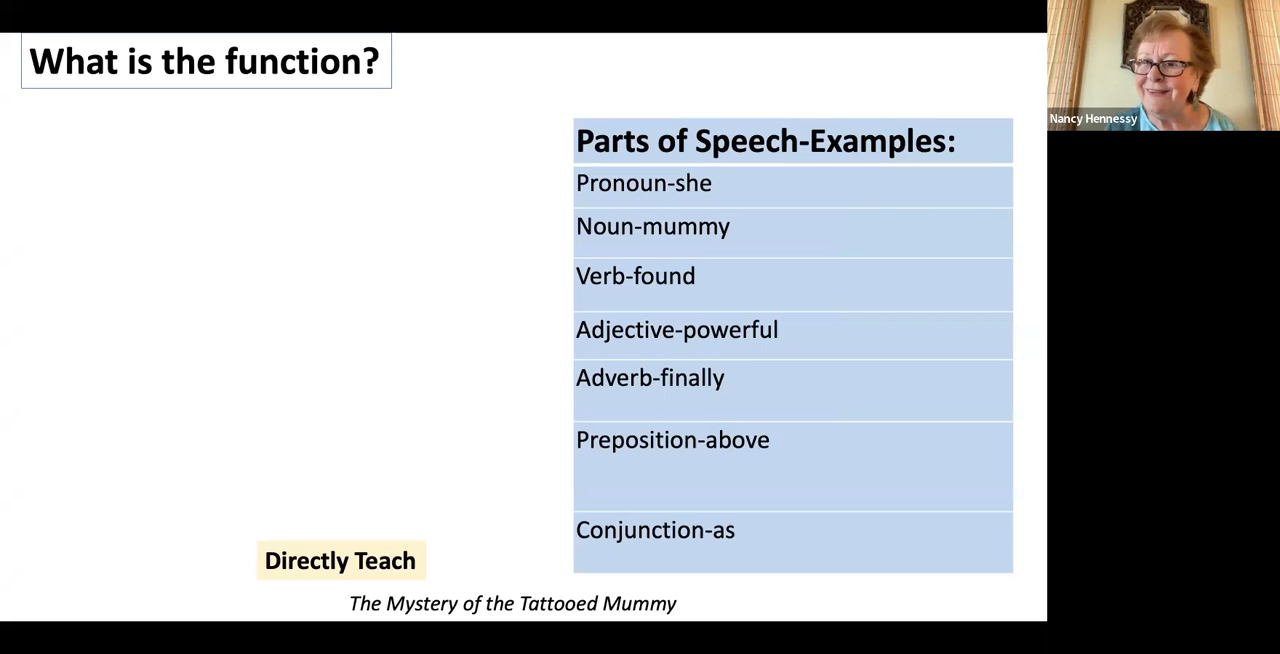 What is the function?
Nancy Hennessy
Parts of Speech-Examples:
Pronoun-she
Noun-mummy
Verb-found
Adjective-powerful
Adverb-finally
Preposition-above
Conjunction-as
Directly Teach
The Mystery of the Tattooed Mummy